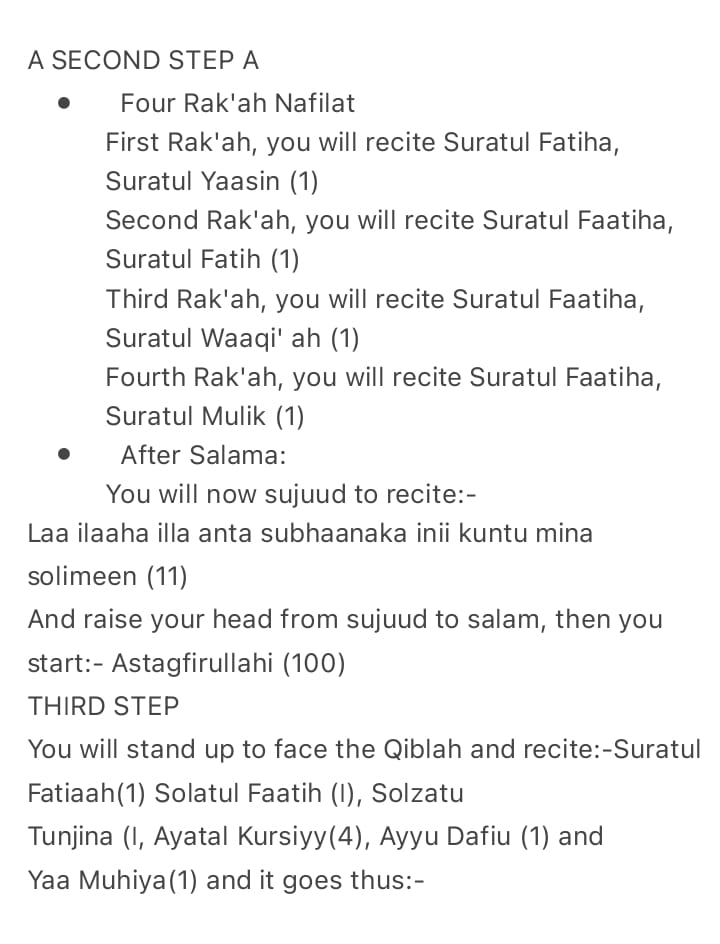 A SECOND STEP A
• Four Rak'ah Nafilat
First Rak'ah, you will recite Suratul Fatiha,
Suratul Yaasin (1)
Second Rak'ah, you will recite Suratul Faatiha,
Suratul Fatih (1)
Third Rak'ah, you will recite Suratul Faatiha,
Suratul Waaqi' ah (1)
Fourth Rak'ah, you will recite Suratul Faatiha,
Suratul Mulik (1)
• After Salama:
You will now sujuud to recite:-
Laa ilaaha illa anta subhaanaka inii kuntu mina
solimeen (11)
And raise your head from sujuud to salam, then you
start:- Astagfirullahi (100)
THIRD STEP
You will stand up to face the Qiblah and recite:-Suratul
Fatiaah(1) Solatul Faatih (I), Solzatu
Tunjina (I, Ayatal Kursiyy(4), Ayyu Dafiu (1) and
Yaa Muhiya(1) and it goes thus:-